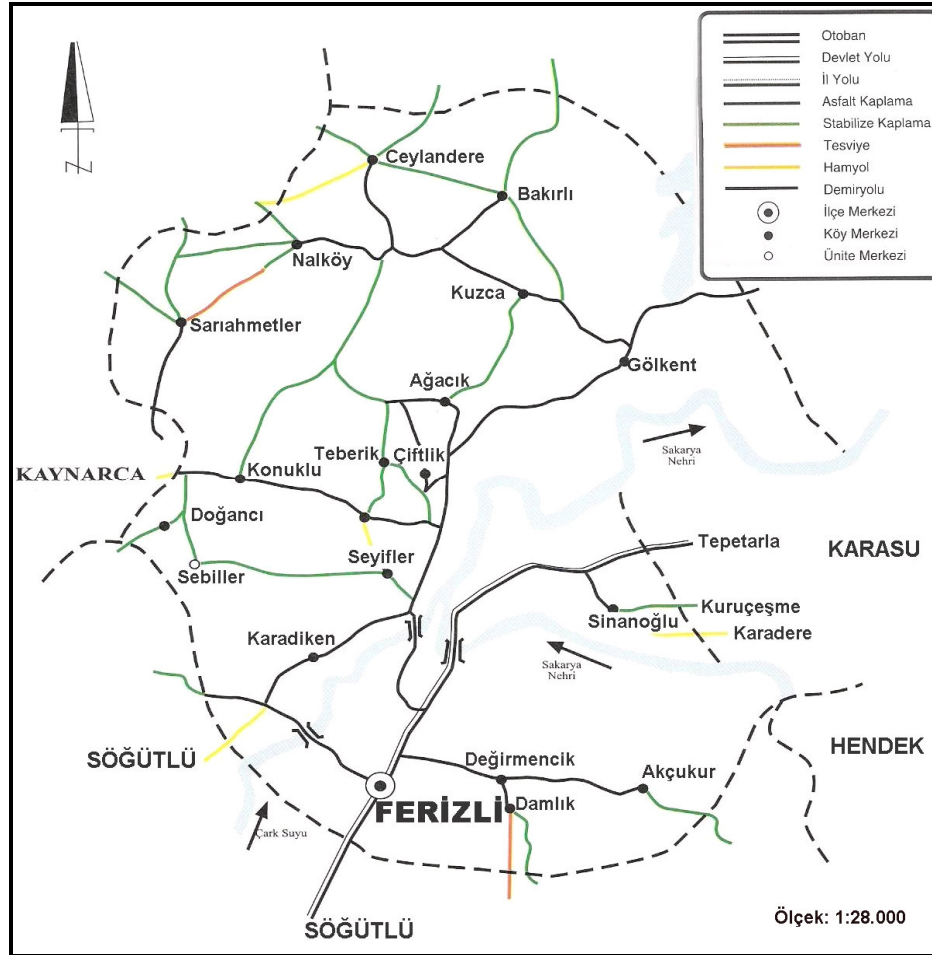 Otoban
Devlet Yolu
İl Yolu
Asfalt Kaplama
Stabilize Kaplama
Tesviye
Hamyol
Demiryolu
İlçe Merkezi
Köy Merkezi
Ünite Merkezi
N
Ceylandere
Bakırlı
Nalköy
Kuzca
Sarıahmetler
Gölkent
Ağacık
Sakarya
Nehri
Teberik
Çiftlik
KAYNARCA
Konuklu
Doğancı
Seyifler
Sebiller
Tepetarla
KARASU
Sinanoğlu
Kuruçeşme
Karadere
Karadiken
Sakarya
Nehri
SÖĞÜTLÜ
HENDEK
Değirmencik
Akçukur
Damlık
FERİZLİ
Çark Suyu
SÖĞÜTLÜ
Ölçek: 1:28.000